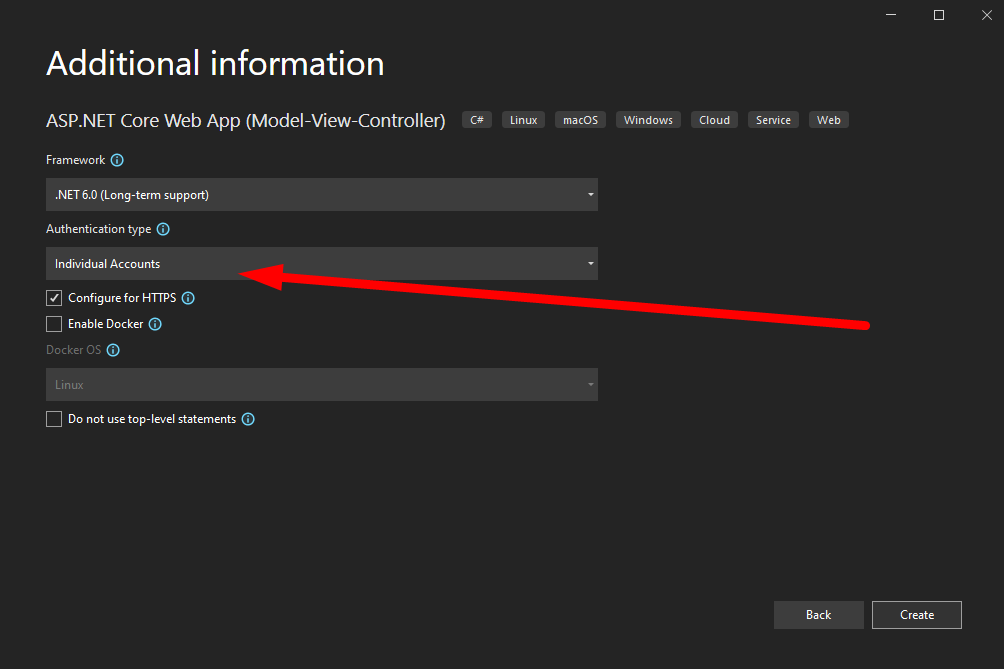 Additional information
ASP.NET Core Web App (Model-View-Controller) C# Linux macOS Windows Cloud Service Web
Framework
.NET 6.0 (Long-term support)
Authentication type
Individual Accounts
Configure for HTTPS
Enable Docker
Docker OS
Linux
Do not use top-level statements
Back Create